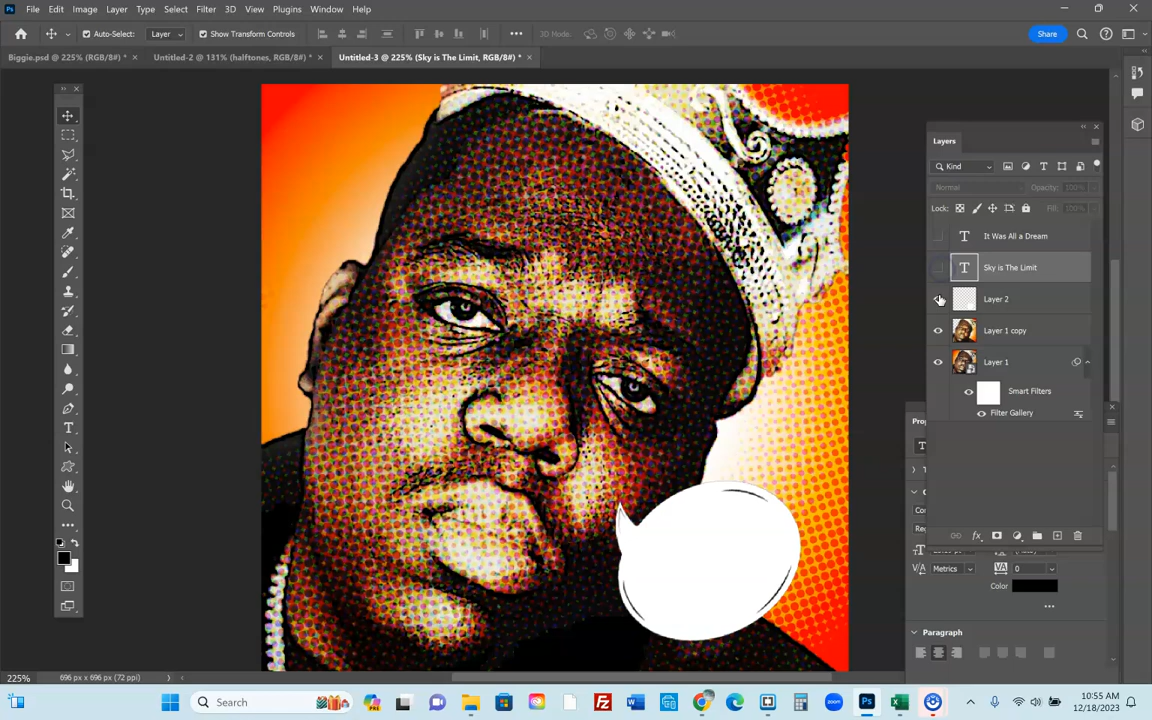 Ps File Edit Image Layer Type Select Filter 3D View Plugins Window Help
Auto-Select: Layer Show Transform Controls 3D Mode: Share
Biggie.psd @ 225% (RGB/8#) * × Untitled-2 @ 131% (halftones, RGB/8#) * × Untitled-3 @ 225% (Sky is The Limit, RGB/8#) * ×
Layers
Kind
Normal Opacity: 100%
Lock: Fill: 100%
T It Was All a Dream
T Sky is The Limit
Layer 2
Layer 1 copy
Layer 1
Smart Filters
Filter Gallery
Metrics 0
Color
Paragraph
225% 696 px x 696 px (72 ppi)
Search
zoom
10:55 AM
12/18/2023